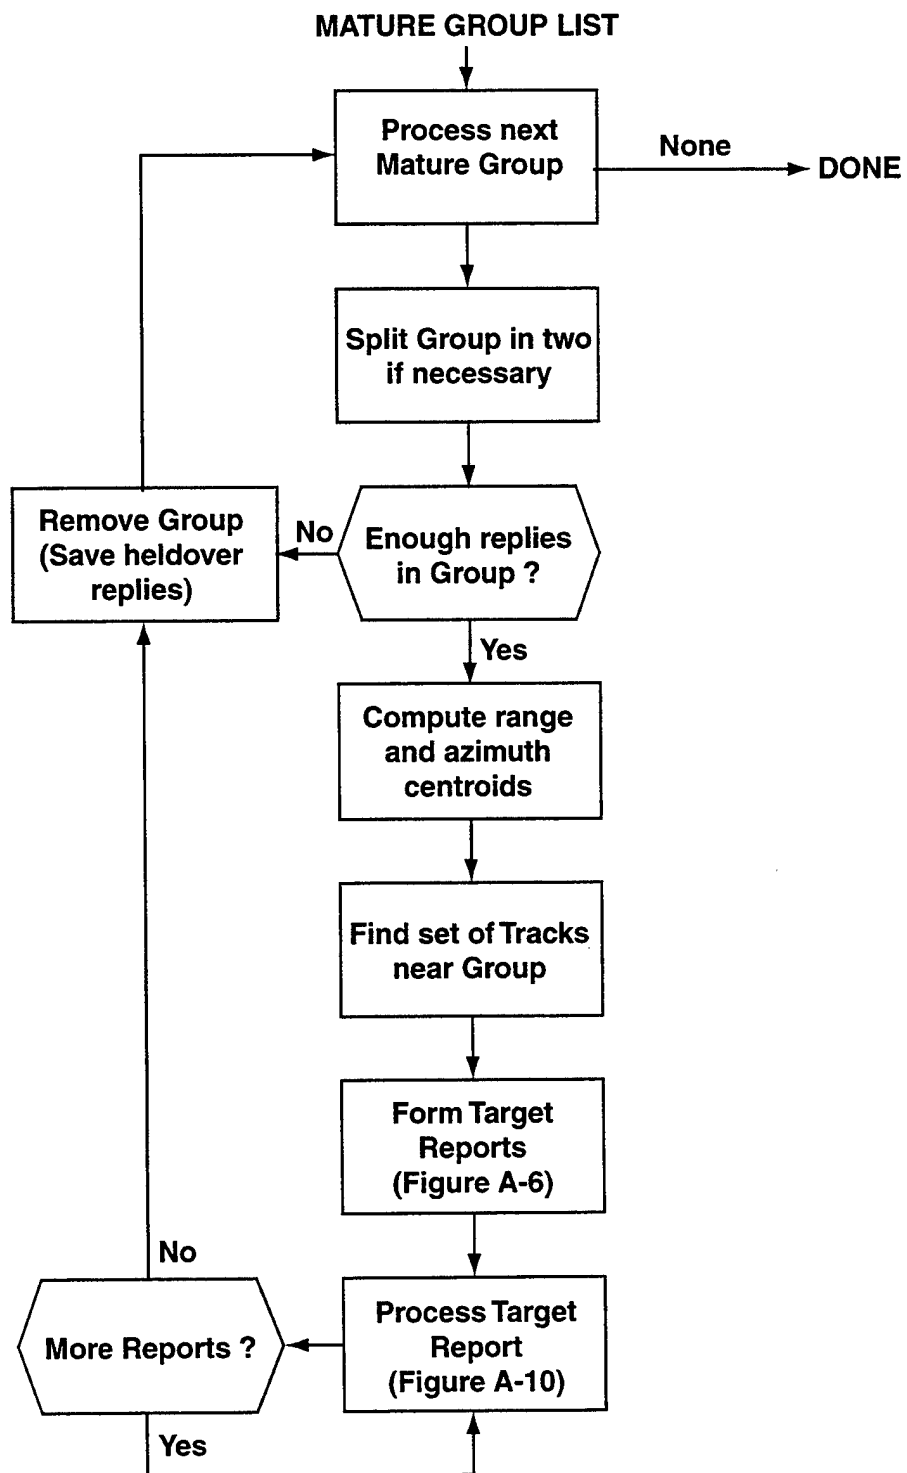 MATURE GROUP LIST
Process next
Mature Group
None
DONE
Split Group in two
if necessary
Remove Group
(Save heldover
replies)
No
Enough replies
in Group ?
Yes
Compute range
and azimuth
centroids
Find set of Tracks
near Group
Form Target
Reports
(Figure A-6)
No
More Reports ?
Process Target
Report
(Figure A-10)
Yes